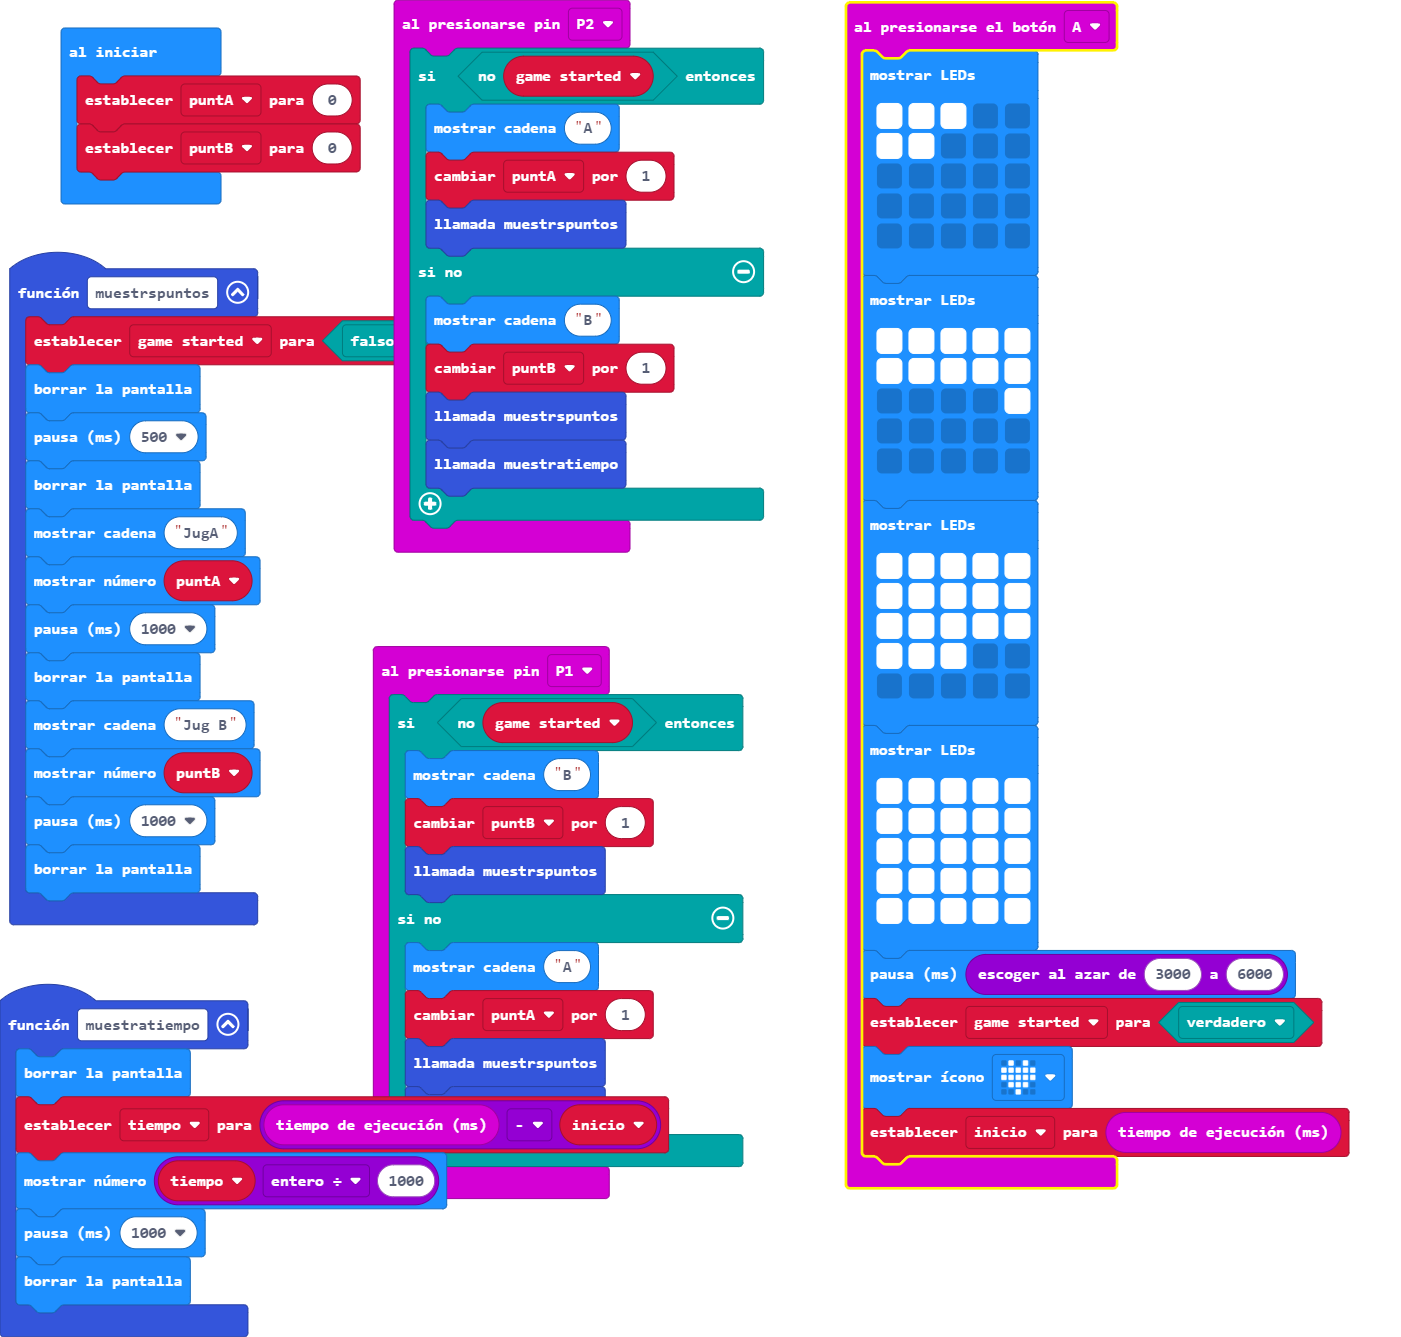 al iniciar
establecer puntA para 0
establecer puntB para 0
función muestrspuntos
establecer game started para falso
borrar la pantalla
pausa (ms) 500
borrar la pantalla
mostrar cadena "JugA"
mostrar número puntA
pausa (ms) 1000
borrar la pantalla
mostrar cadena "Jug B"
mostrar número puntB
pausa (ms) 1000
borrar la pantalla
función muestratiempo
borrar la pantalla
establecer tiempo para tiempo de ejecución (ms) - inicio
mostrar número tiempo entero ÷ 1000
pausa (ms) 1000
borrar la pantalla
al presionarse pin P2
si no game started entonces
mostrar cadena "A"
cambiar puntA por 1
llamada muestrspuntos
si no
mostrar cadena "B"
cambiar puntB por 1
llamada muestrspuntos
llamada muestratiempo
al presionarse pin P1
si no game started entonces
mostrar cadena "B"
cambiar puntB por 1
llamada muestrspuntos
si no
mostrar cadena "A"
cambiar puntA por 1
llamada muestrspuntos
al presionarse el botón A
mostrar LEDs
mostrar LEDs
mostrar LEDs
mostrar LEDs
pausa (ms) escoger al azar de 3000 a 6000
establecer game started para verdadero
mostrar ícono
establecer inicio para tiempo de ejecución (ms)